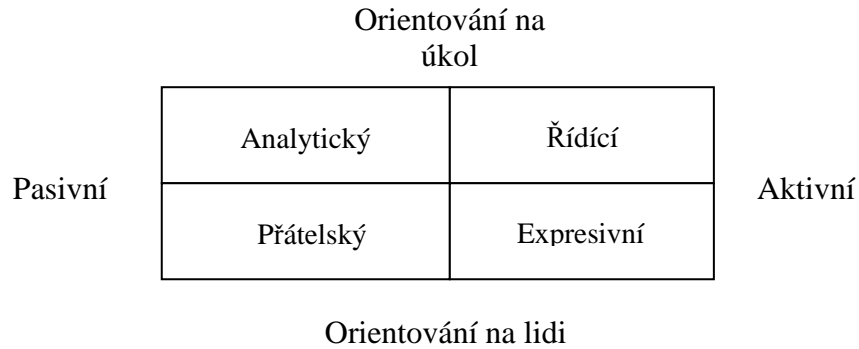 Orientování na
úkol
Analytický Řídící
Pasivní Aktivní
Přátelský Expresivní
Orientování na lidi